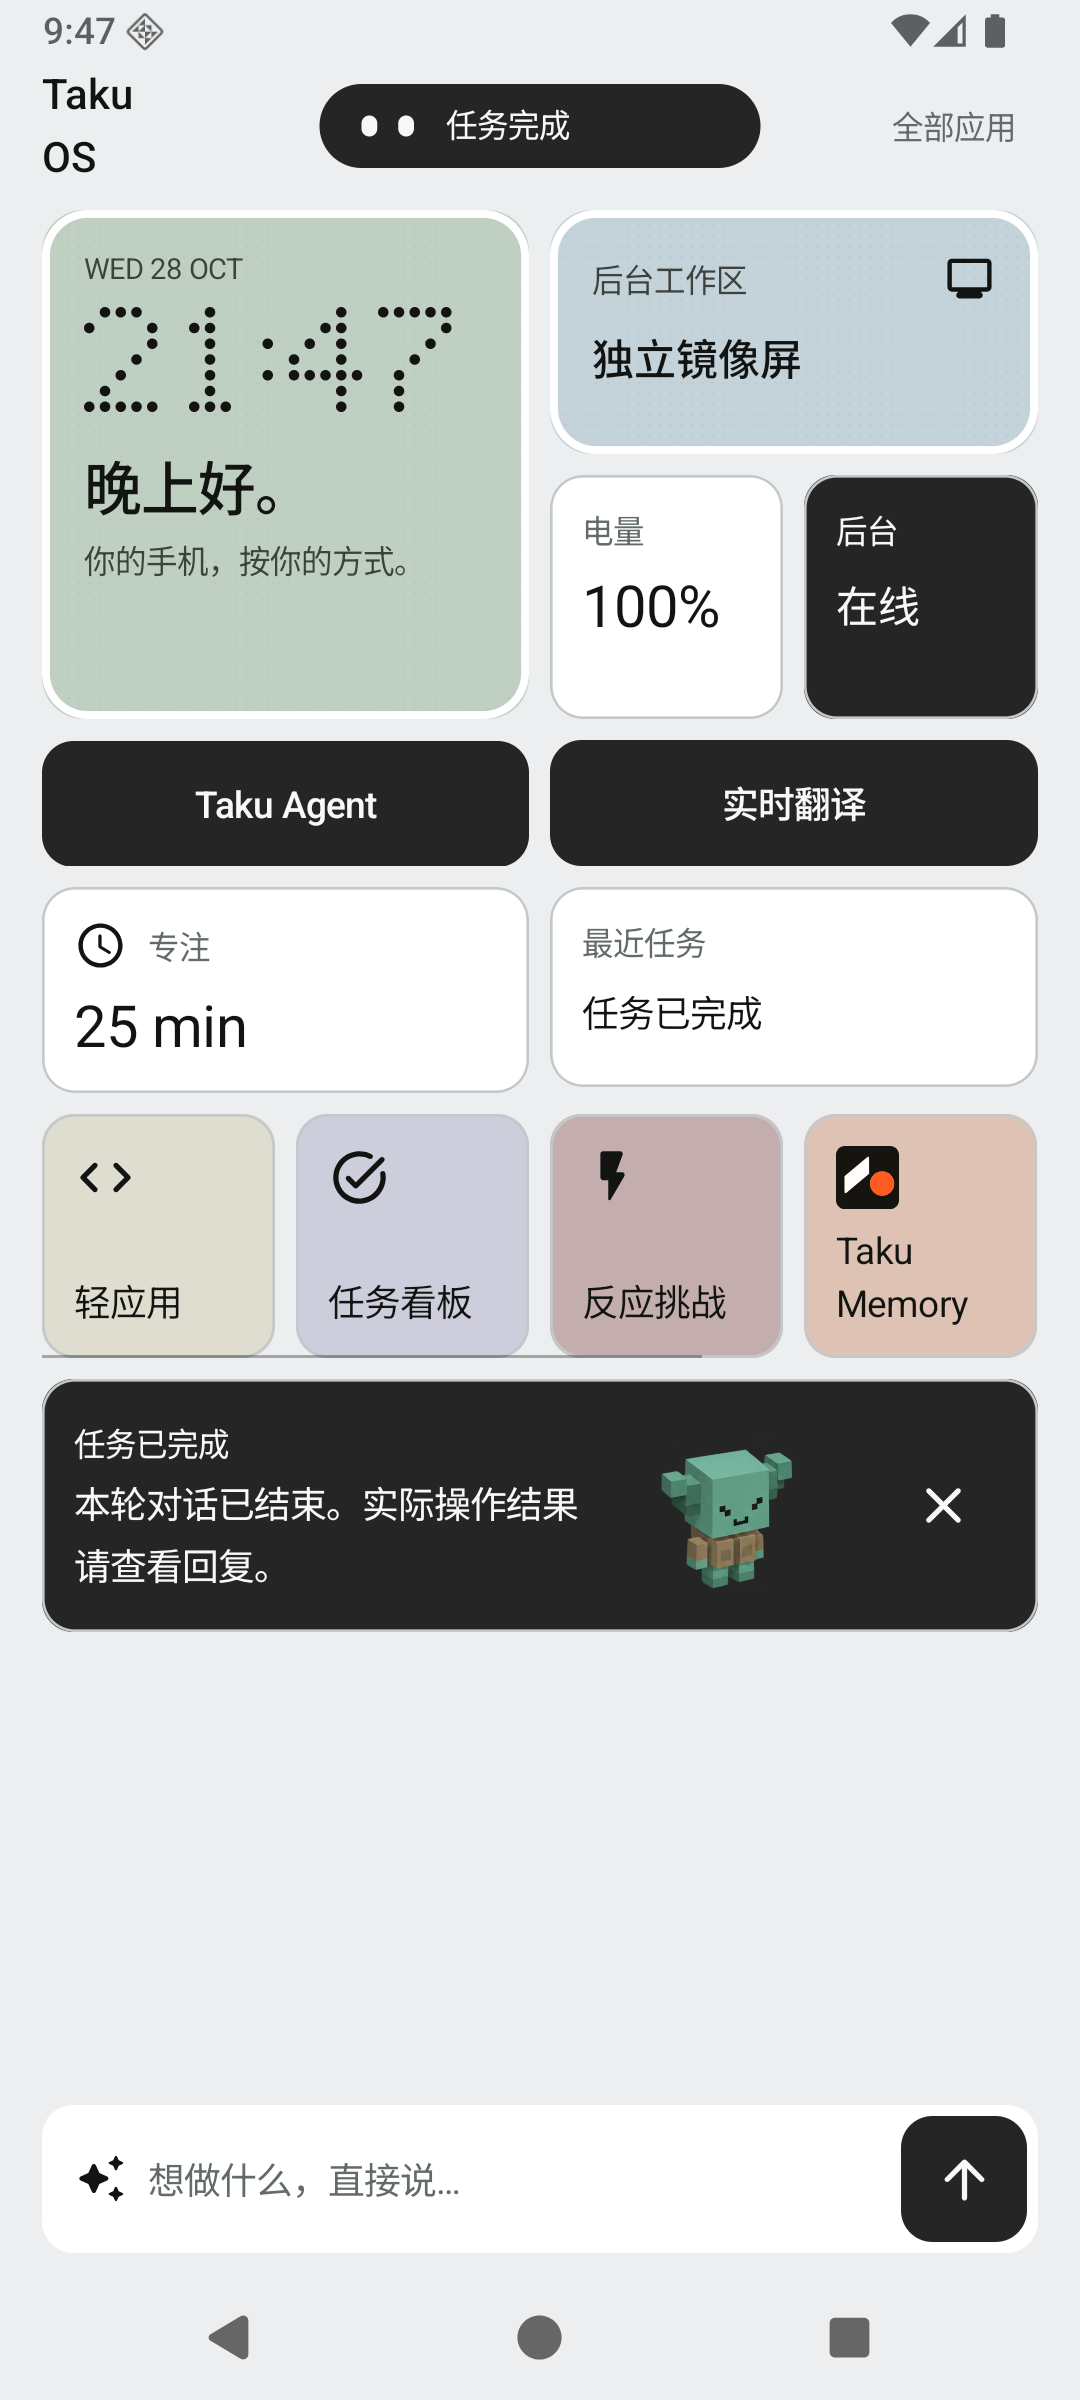 9:47
Taku
OS
任务完成
全部应用
WED 28 OCT
21:47
晚上好。
你的手机，按你的方式。
后台工作区
独立镜像屏
电量
100%
后台
在线
Taku Agent
实时翻译
专注
25 min
最近任务
任务已完成
轻应用
任务看板
反应挑战
Taku
Memory
任务已完成
本轮对话已结束。实际操作结果
请查看回复。
想做什么，直接说...